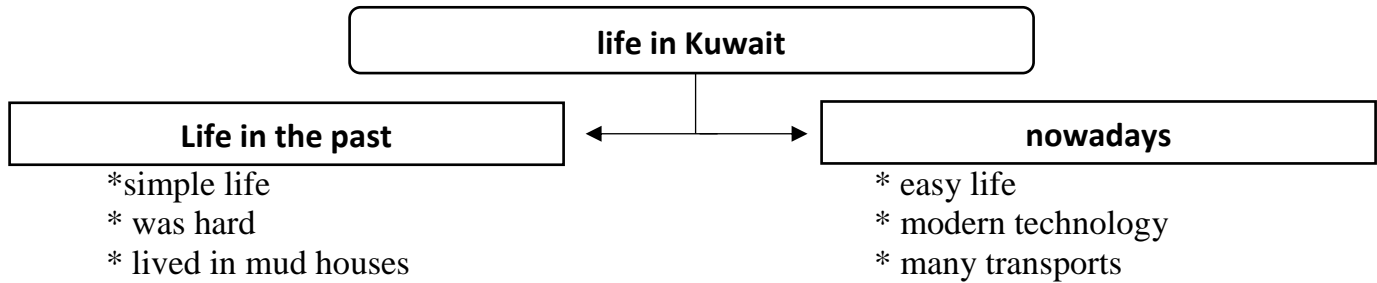 life in Kuwait
Life in the past
*simple life
* was hard
* lived in mud houses
nowadays
* easy life
* modern technology
* many transports